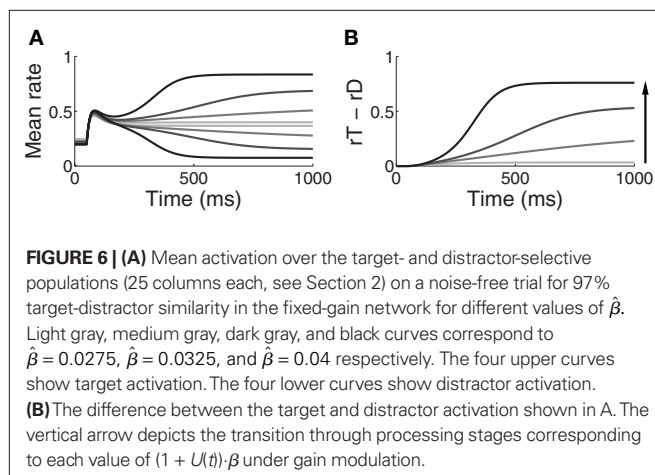 A
B
1
0.5
0
Mean rate
0
500
1000
Time (ms)
1
0.5
0
rT – rD
0
500
1000
Time (ms)
FIGURE 6 | (A) Mean activation over the target- and distractor-selective
populations (25 columns each, see Section 2) on a noise-free trial for 97%
target-distractor similarity in the fixed-gain network for different values of β̂.
Light gray, medium gray, dark gray, and black curves correspond to
β̂ = 0.0275, β̂ = 0.0325, and β̂ = 0.04 respectively. The four upper curves
show target activation. The four lower curves show distractor activation.
(B) The difference between the target and distractor activation shown in A. The
vertical arrow depicts the transition through processing stages corresponding
to each value of (1 + U(t))·β under gain modulation.